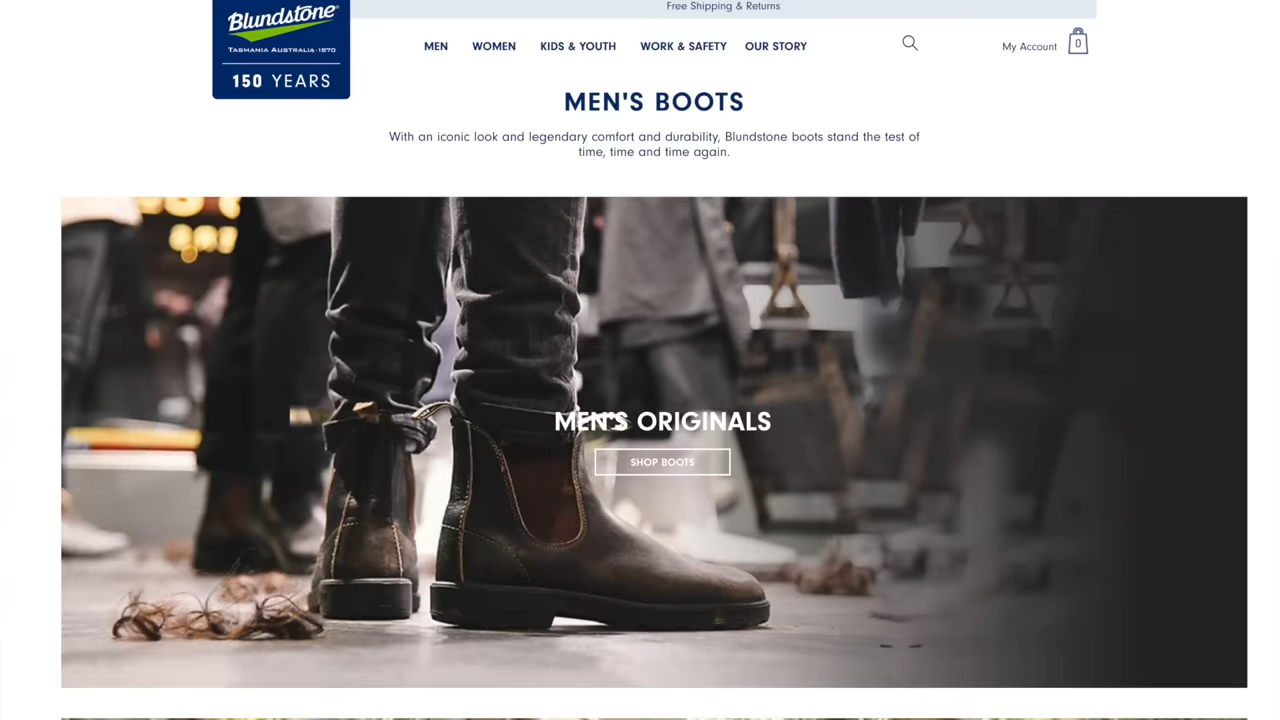 Free Shipping & Returns
Blundstone®
TASMANIA AUSTRALIA·1870
150 YEARS
MEN WOMEN KIDS & YOUTH WORK & SAFETY OUR STORY
My Account 0
MEN'S BOOTS
With an iconic look and legendary comfort and durability, Blundstone boots stand the test of
time, time and time again.
MEN'S ORIGINALS
SHOP BOOTS